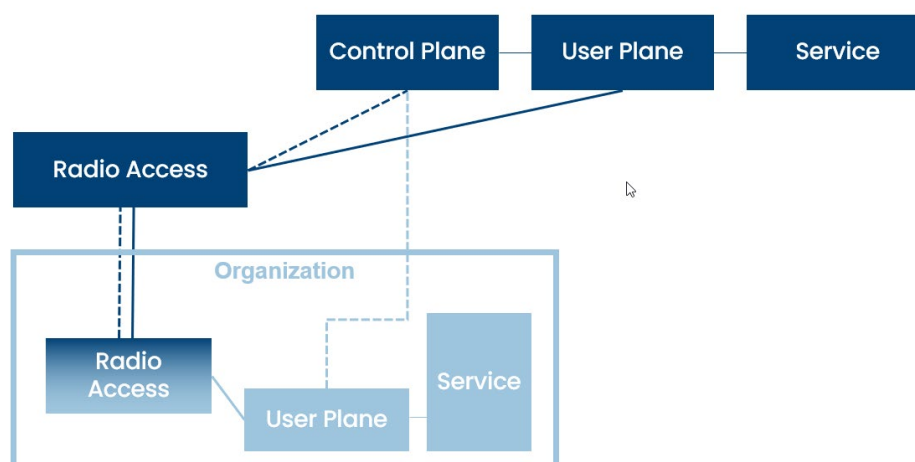 Control Plane
User Plane
Service
Radio Access
Organization
Radio
Access
Service
User Plane